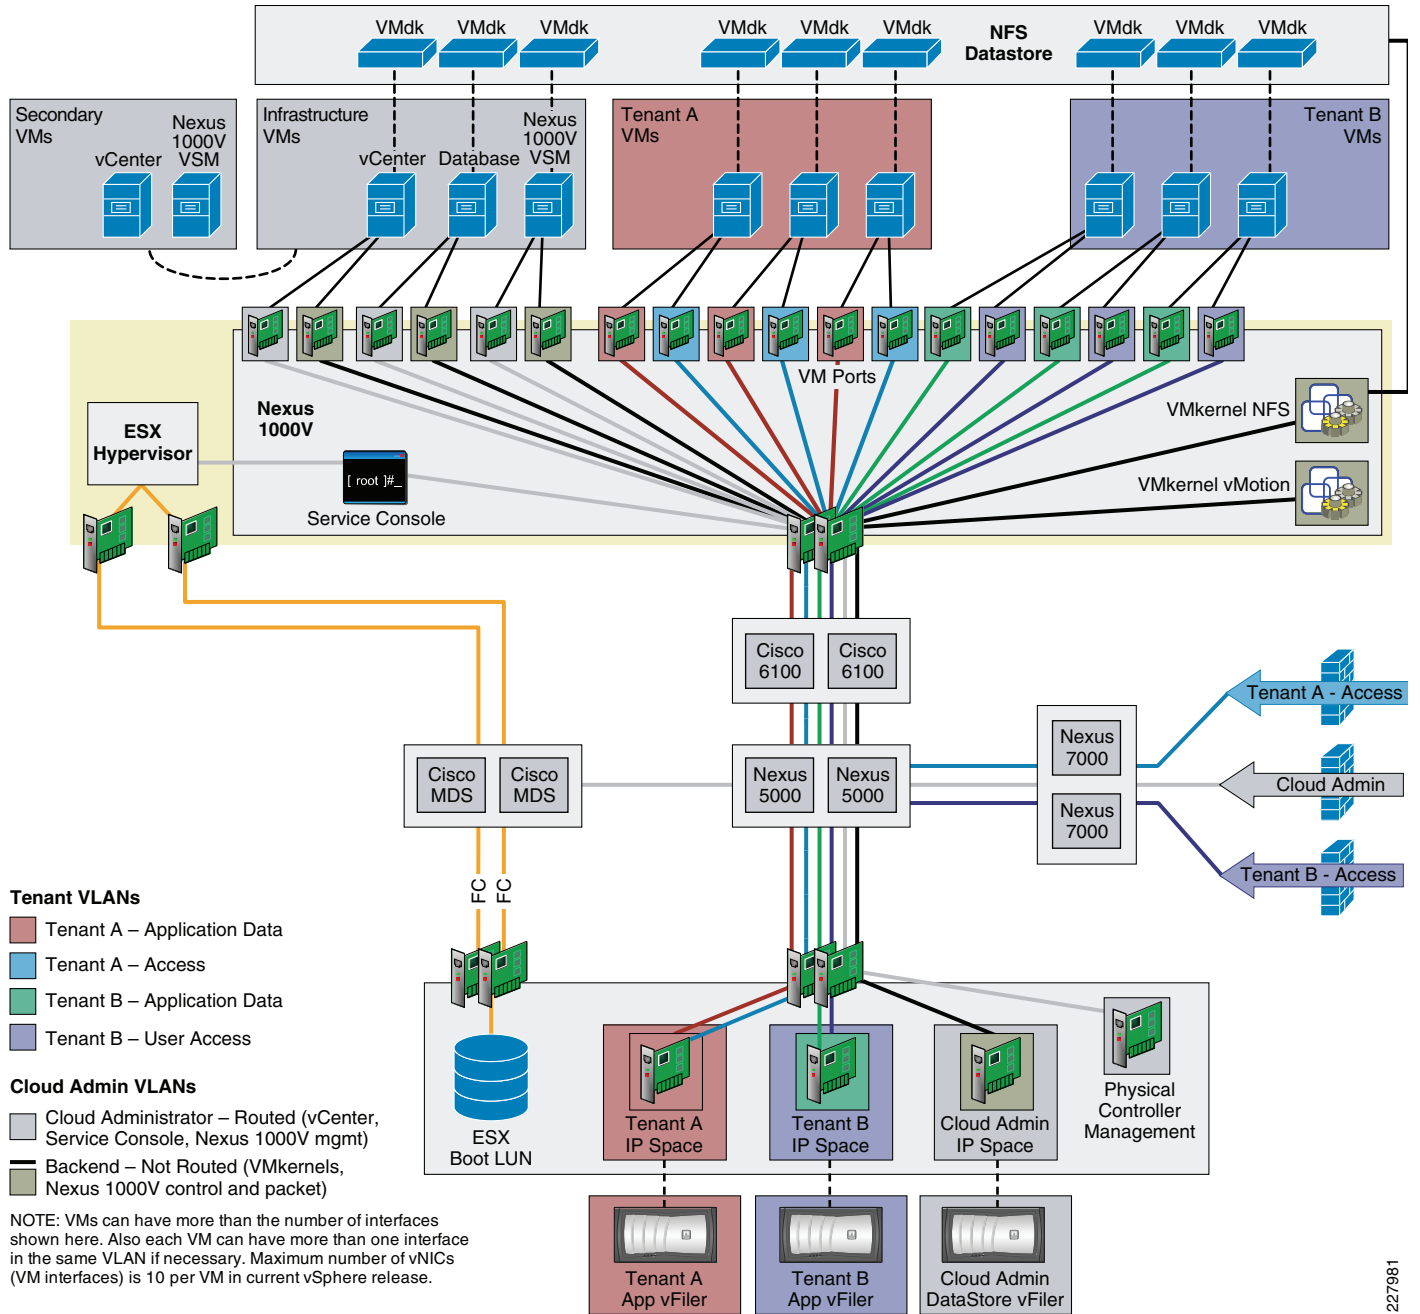 VMdk
VMdk
VMdk
VMdk
VMdk
VMdk
NFS
Datastore
VMdk
VMdk
VMdk
Secondary
VMs
vCenter
Nexus
1000V
VSM
Infrastructure
VMs
vCenter
Database
Nexus
1000V
VSM
Tenant A
VMs
Tenant B
VMs
VM Ports
Nexus
1000V
ESX
Hypervisor
[ root ]#_
Service Console
VMkernel NFS
VMkernel vMotion
Cisco
6100
Cisco
6100
Cisco
MDS
Cisco
MDS
Nexus
5000
Nexus
5000
Nexus
7000
Nexus
7000
Tenant A - Access
Cloud Admin
Tenant B - Access
FC
FC
Tenant VLANs
Tenant A – Application Data
Tenant A – Access
Tenant B – Application Data
Tenant B – User Access
Cloud Admin VLANs
Cloud Administrator – Routed (vCenter,
Service Console, Nexus 1000V mgmt)
Backend – Not Routed (VMkernels,
Nexus 1000V control and packet)
NOTE: VMs can have more than the number of interfaces
shown here. Also each VM can have more than one interface
in the same VLAN if necessary. Maximum number of vNICs
(VM interfaces) is 10 per VM in current vSphere release.
ESX
Boot LUN
Tenant A
IP Space
Tenant B
IP Space
Cloud Admin
IP Space
Physical
Controller
Management
Tenant A
App vFiler
Tenant B
App vFiler
Cloud Admin
DataStore vFiler
227981